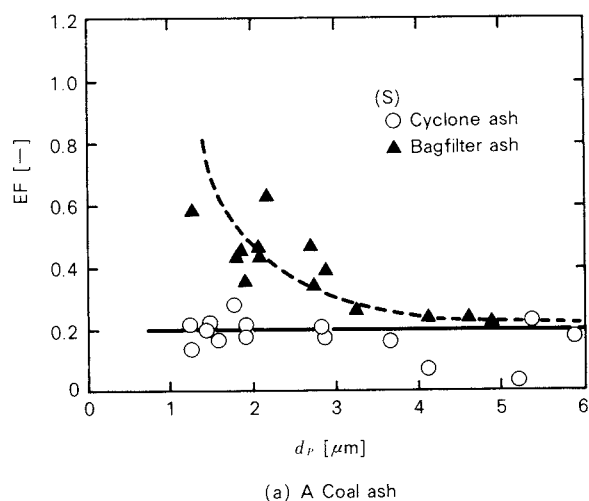 1.2
1.0
0.8
0.6
0.4
0.2
0
EF [—]
(S)
○ Cyclone ash
▲ Bagfilter ash
0 1 2 3 4 5 6
dₚ [μm]
(a) A Coal ash